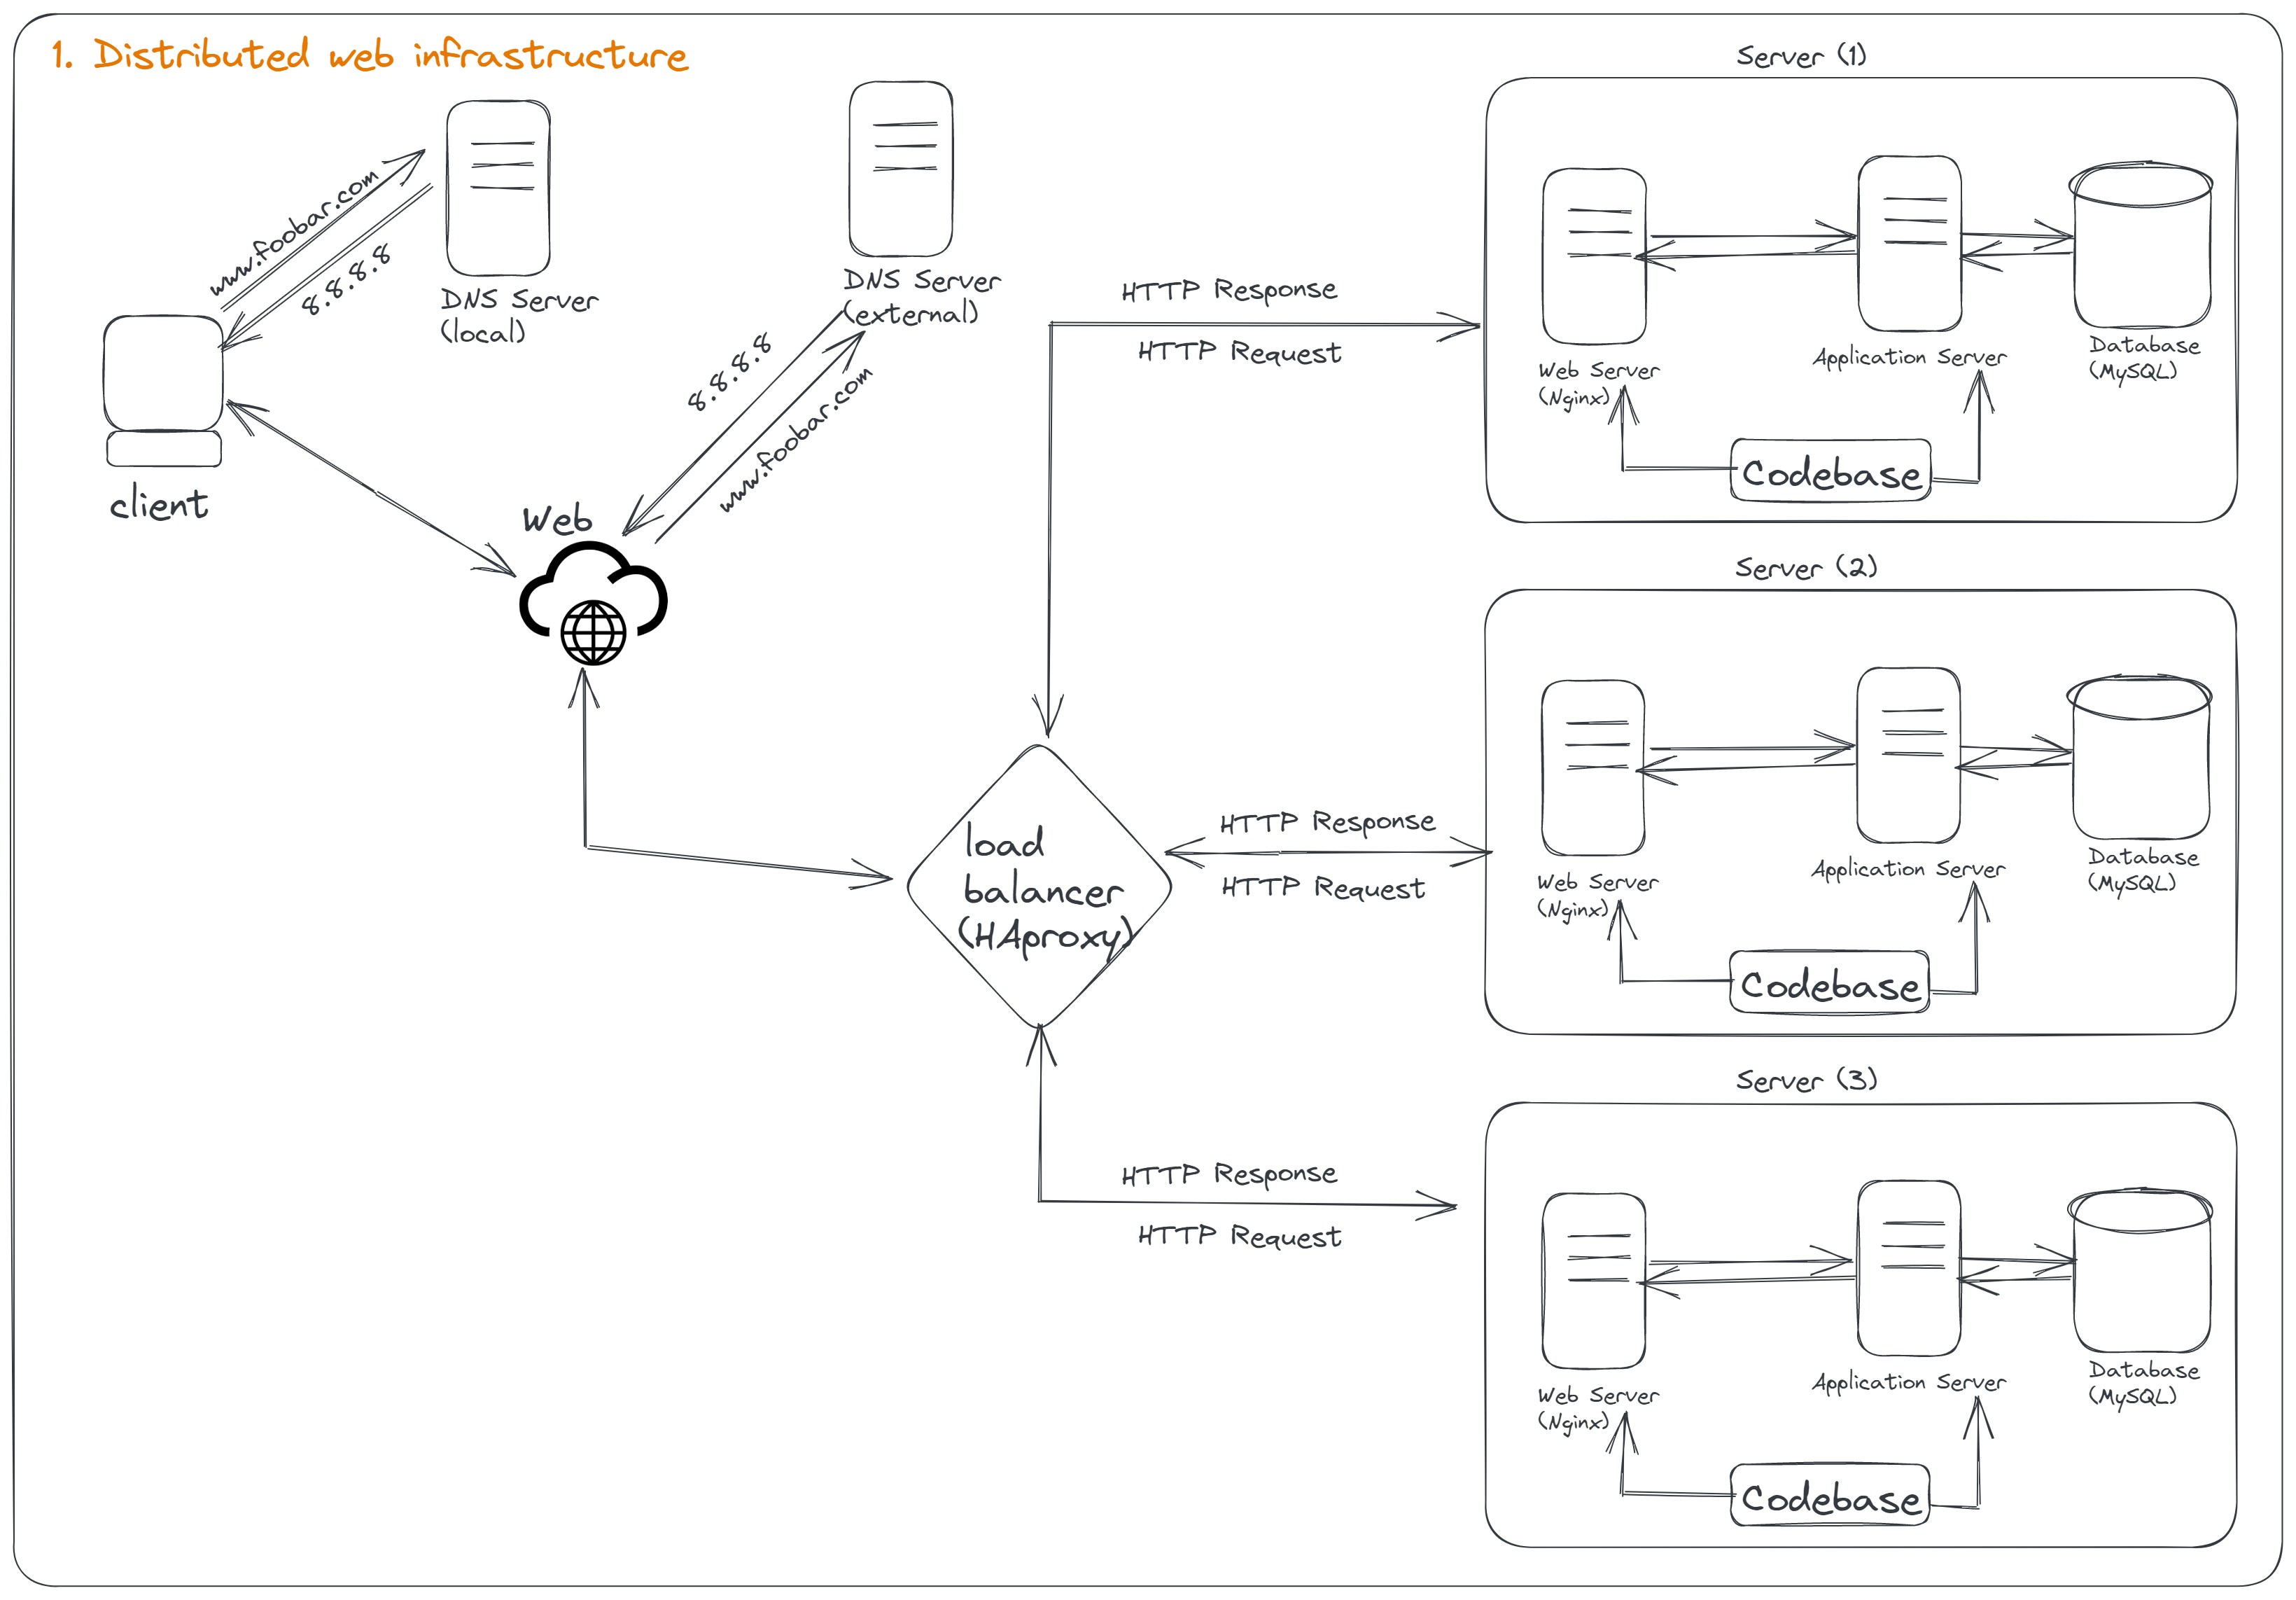 1. Distributed web infrastructure
www.foobar.com
8.8.8.8
DNS Server
(local)
client
DNS Server
(external)
8.8.8.8
www.foobar.com
Web
load
balancer
(HAproxy)
HTTP Response
HTTP Request
HTTP Response
HTTP Request
HTTP Response
HTTP Request
Server (1)
Web Server
(Nginx)
Application Server
Database
(MySQL)
Codebase
Server (2)
Web Server
(Nginx)
Application Server
Database
(MySQL)
Codebase
Server (3)
Web Server
(Nginx)
Application Server
Database
(MySQL)
Codebase